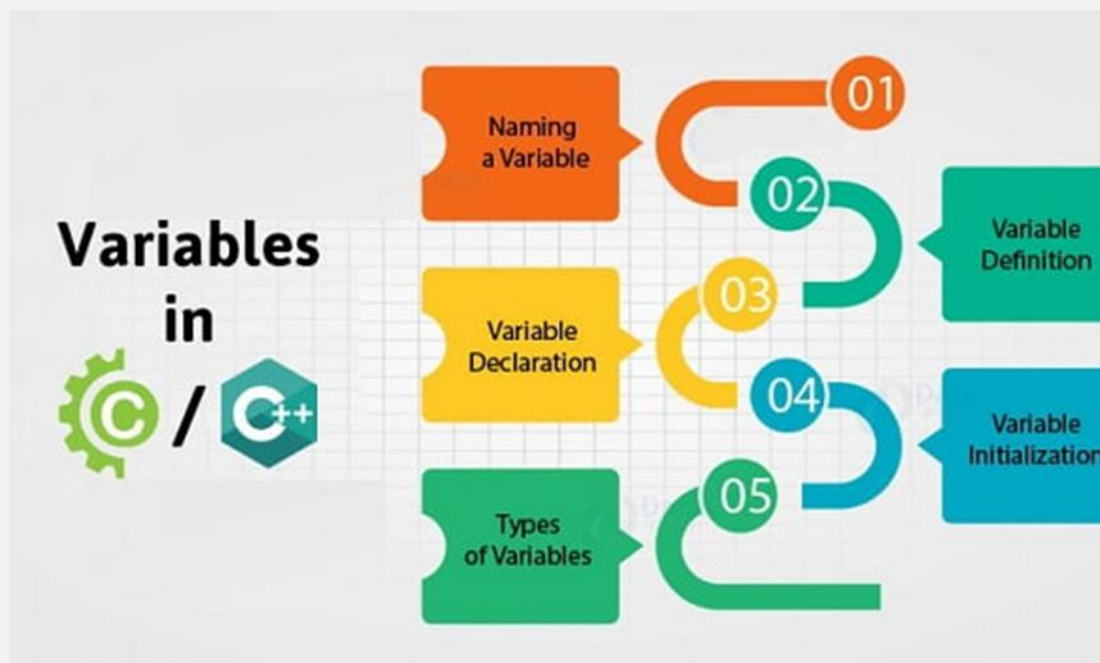 Variables
in
C / C++
Naming
a Variable
01
02
Variable
Definition
Variable
Declaration
03
04
Variable
Initialization
Types
of Variables
05